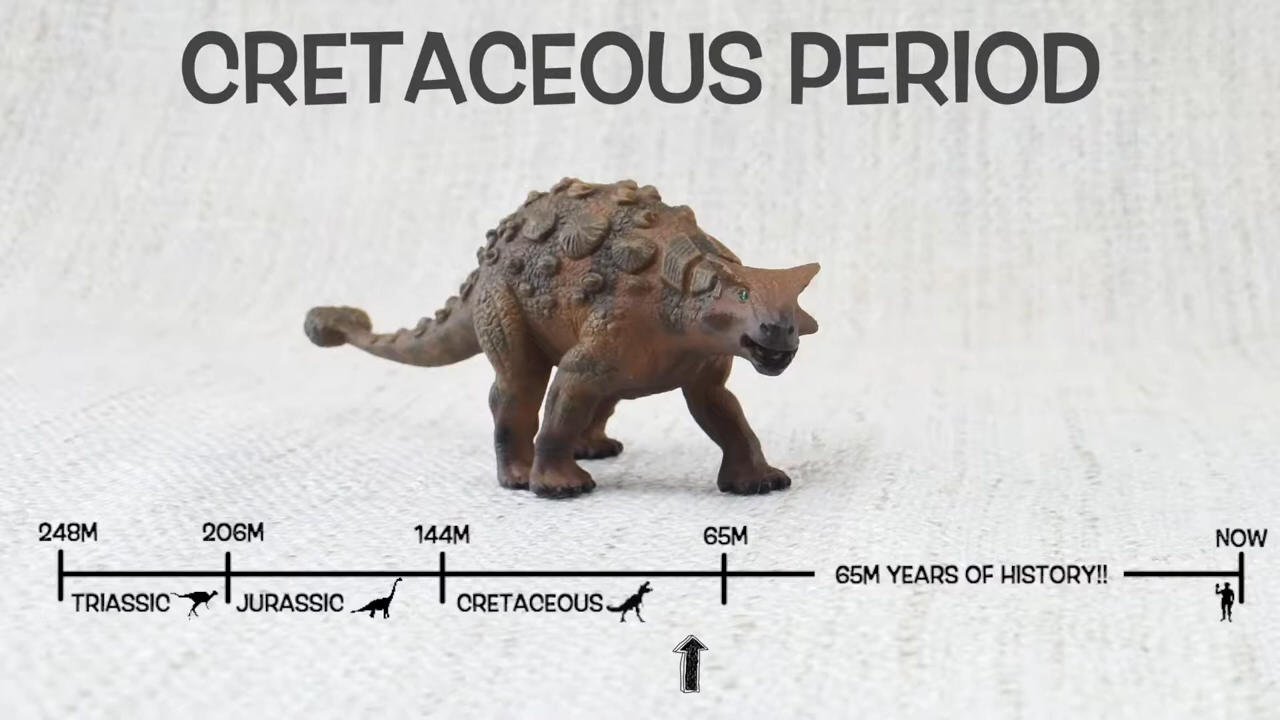 CRETACEOUS PERIOD
248M 206M 144M 65M NOW
65M YEARS OF HISTORY!!
TRIASSIC JURASSIC CRETACEOUS